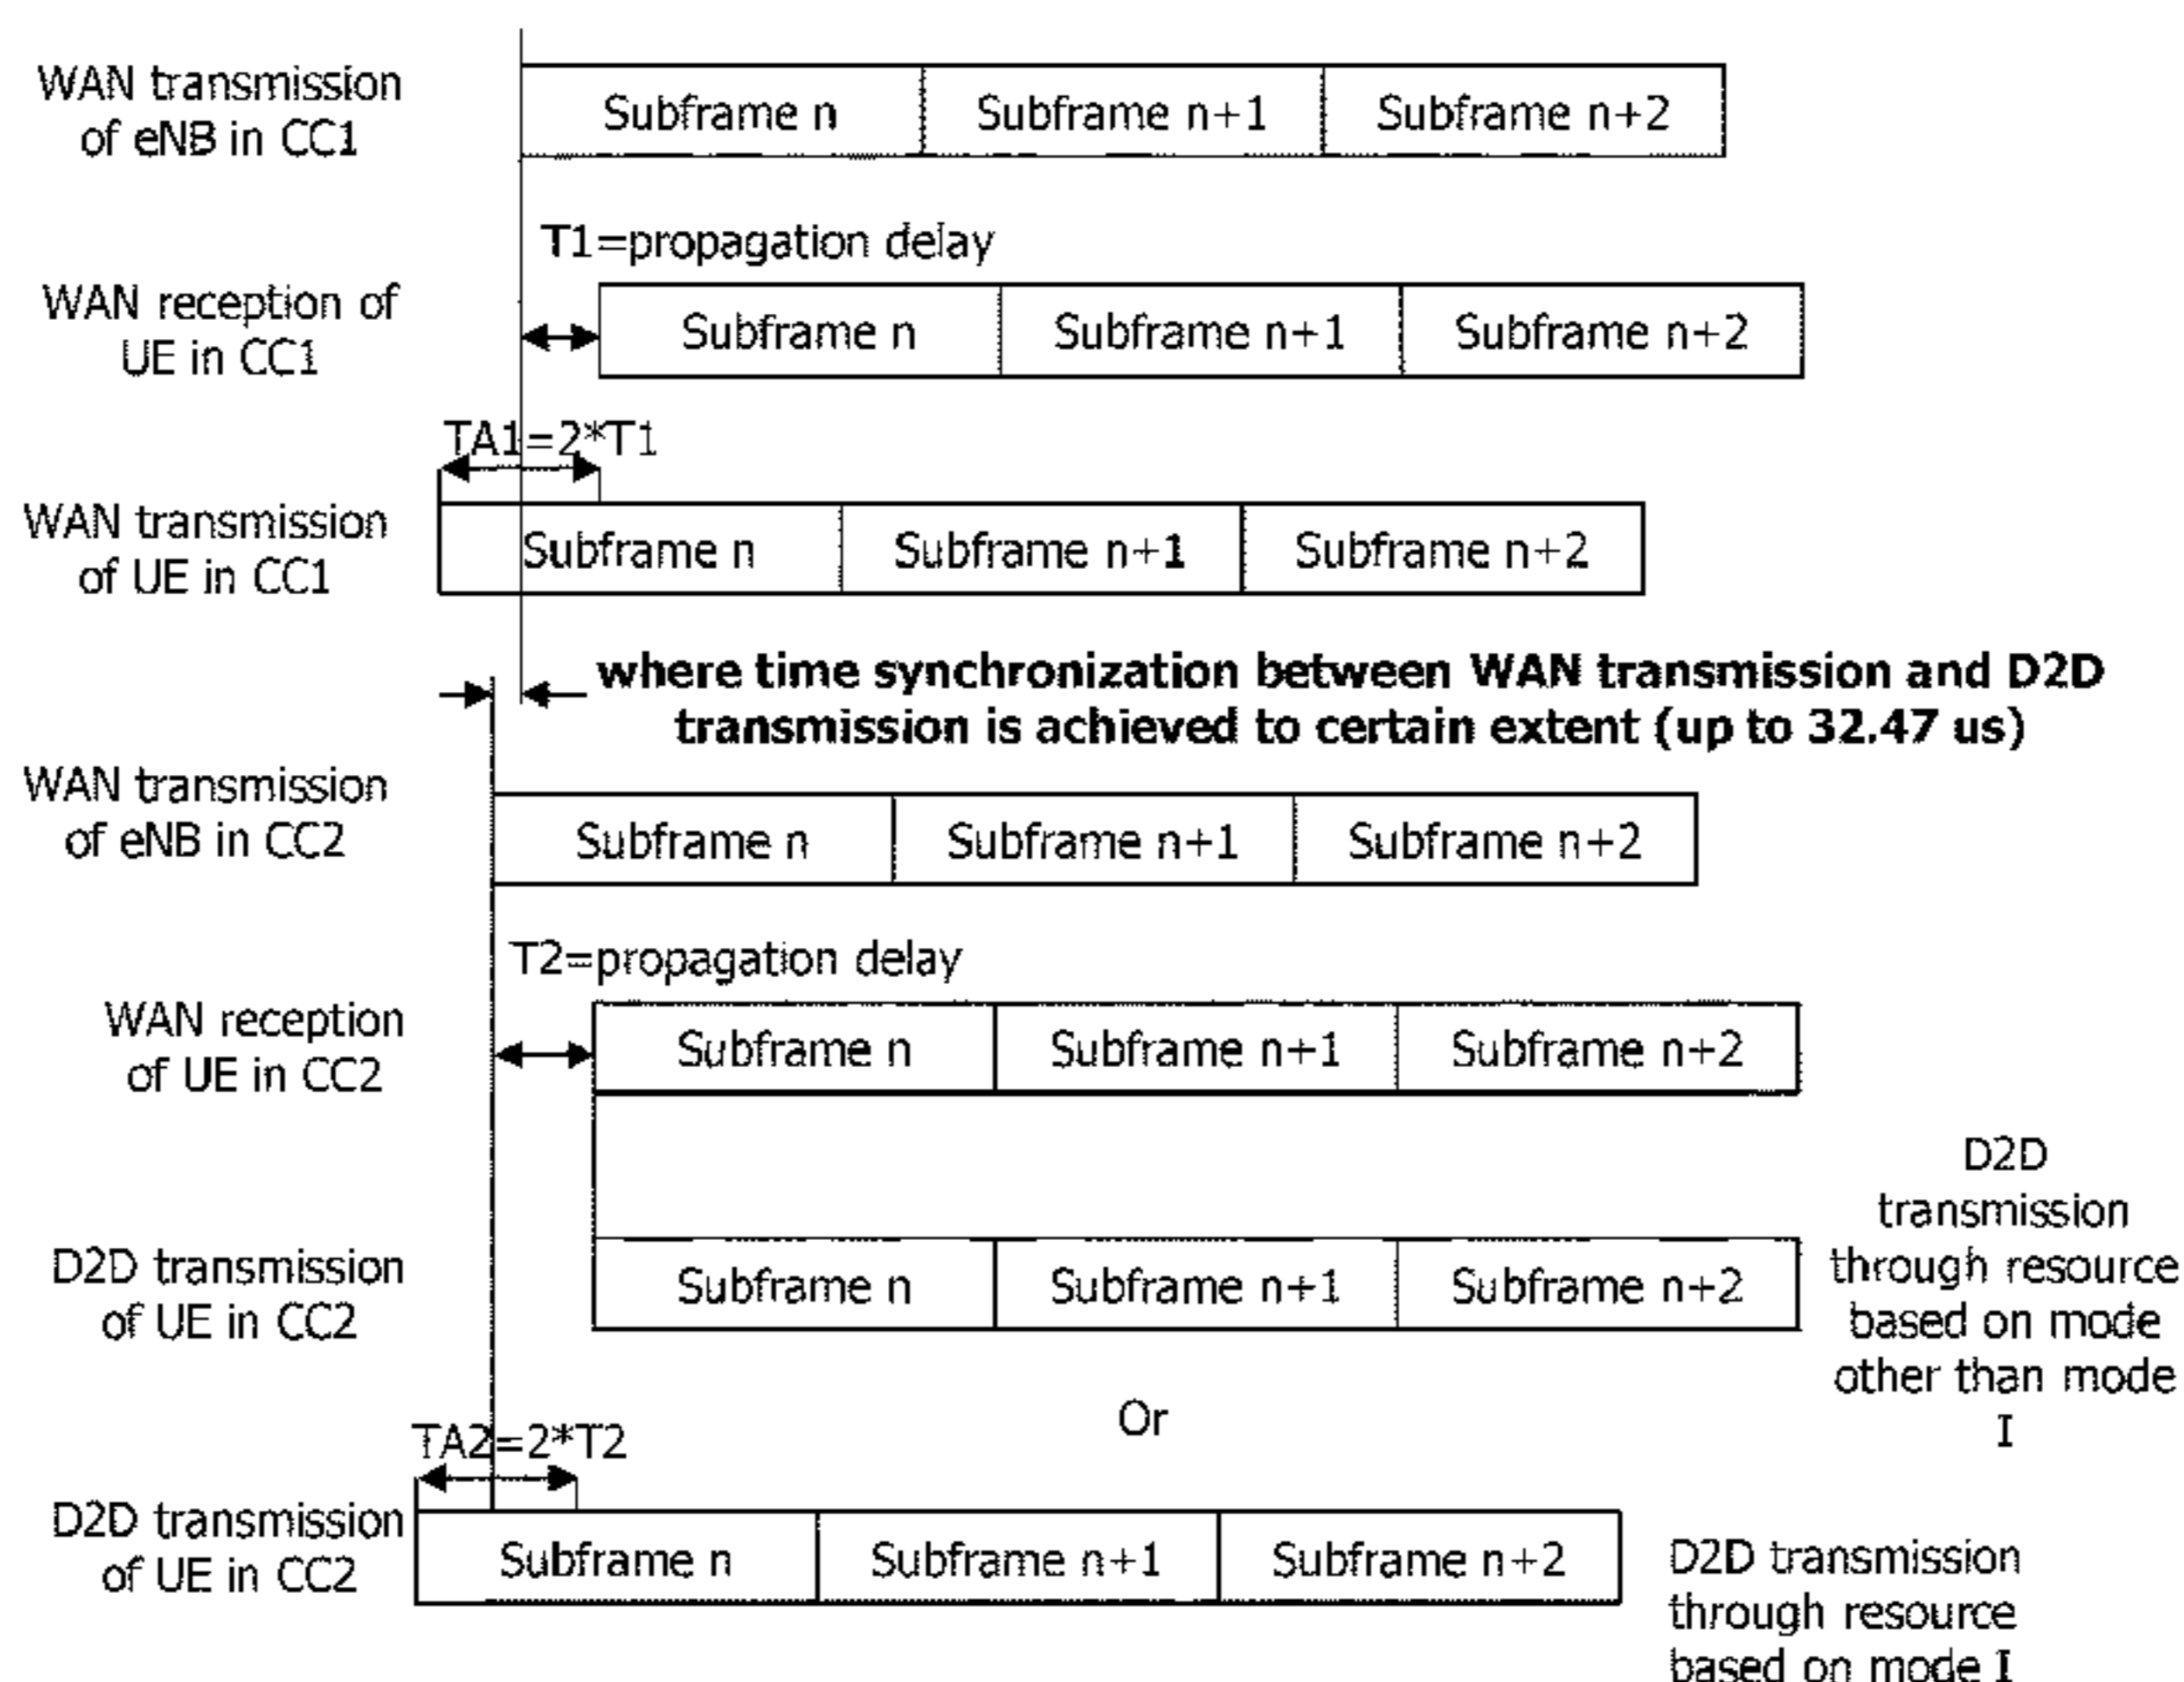 WAN transmission
of eNB in CC1
Subframe n
Subframe n+1
Subframe n+2
T1=propagation delay
WAN reception of
UE in CC1
Subframe n
Subframe n+1
Subframe n+2
TA1=2*T1
WAN transmission
of UE in CC1
Subframe n
Subframe n+1
Subframe n+2
where time synchronization between WAN transmission and D2D
transmission is achieved to certain extent (up to 32.47 us)
WAN transmission
of eNB in CC2
Subframe n
Subframe n+1
Subframe n+2
T2=propagation delay
WAN reception
of UE in CC2
Subframe n
Subframe n+1
Subframe n+2
D2D transmission
of UE in CC2
Subframe n
Subframe n+1
Subframe n+2
D2D
transmission
through resource
based on mode
other than mode
I
Or
TA2=2*T2
D2D transmission
of UE in CC2
Subframe n
Subframe n+1
Subframe n+2
D2D transmission
through resource
based on mode I